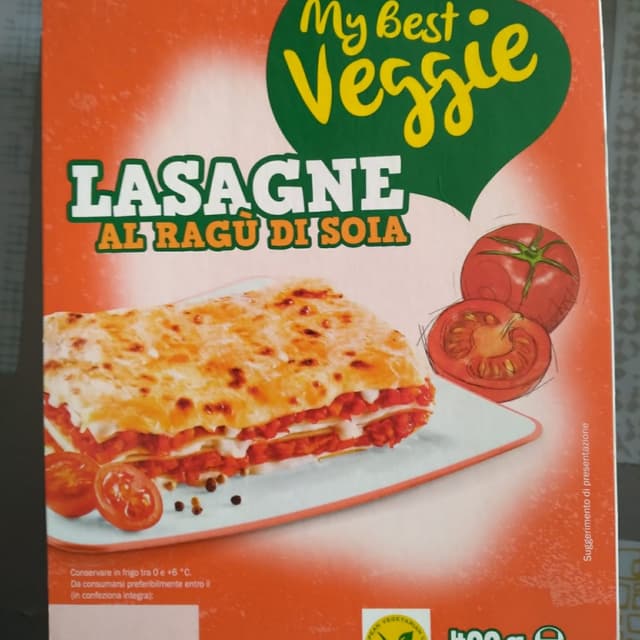 My Best
Veggie
LASAGNE
AL RAGÙ DI SOIA
Suggerimento di presentazione
Conservare in frigo tra 0 e +6 °C.
Da consumarsi preferibilmente entro il
(in confezione integra):
400g